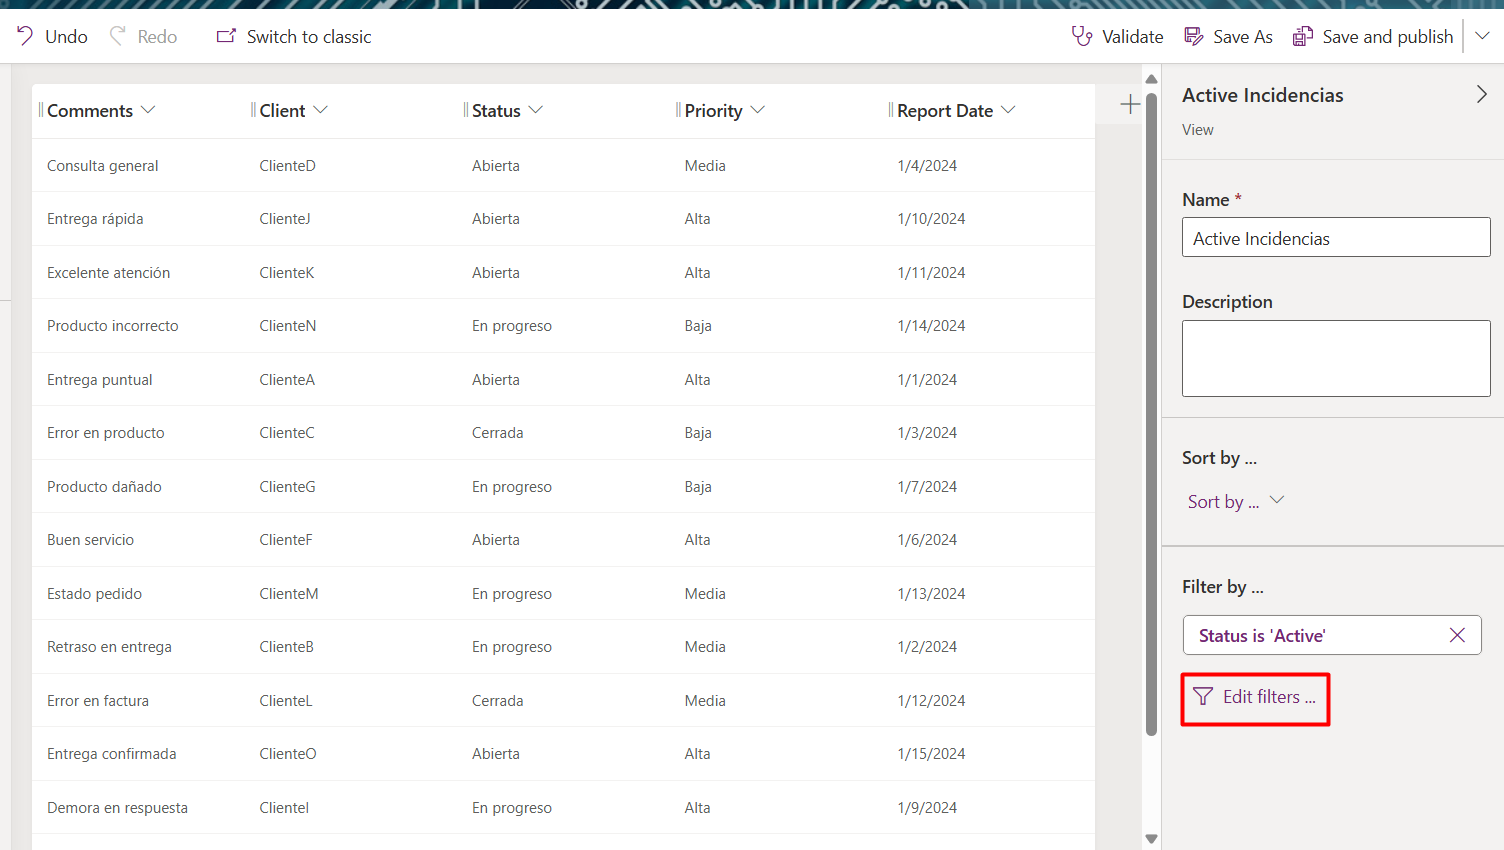 Undo Redo Switch to classic Validate Save As Save and publish
Comments Client Status Priority Report Date
Consulta general ClienteD Abierta Media 1/4/2024
Entrega rápida ClienteJ Abierta Alta 1/10/2024
Excelente atención ClienteK Abierta Alta 1/11/2024
Producto incorrecto ClienteN En progreso Baja 1/14/2024
Entrega puntual ClienteA Abierta Alta 1/1/2024
Error en producto ClienteC Cerrada Baja 1/3/2024
Producto dañado ClienteG En progreso Baja 1/7/2024
Buen servicio ClienteF Abierta Alta 1/6/2024
Estado pedido ClienteM En progreso Media 1/13/2024
Retraso en entrega ClienteB En progreso Media 1/2/2024
Error en factura ClienteL Cerrada Media 1/12/2024
Entrega confirmada ClienteO Abierta Alta 1/15/2024
Demora en respuesta ClienteI En progreso Alta 1/9/2024
Active Incidencias
View
Name *
Active Incidencias
Description
Sort by ...
Sort by ...
Filter by ...
Status is 'Active'
Edit filters ...